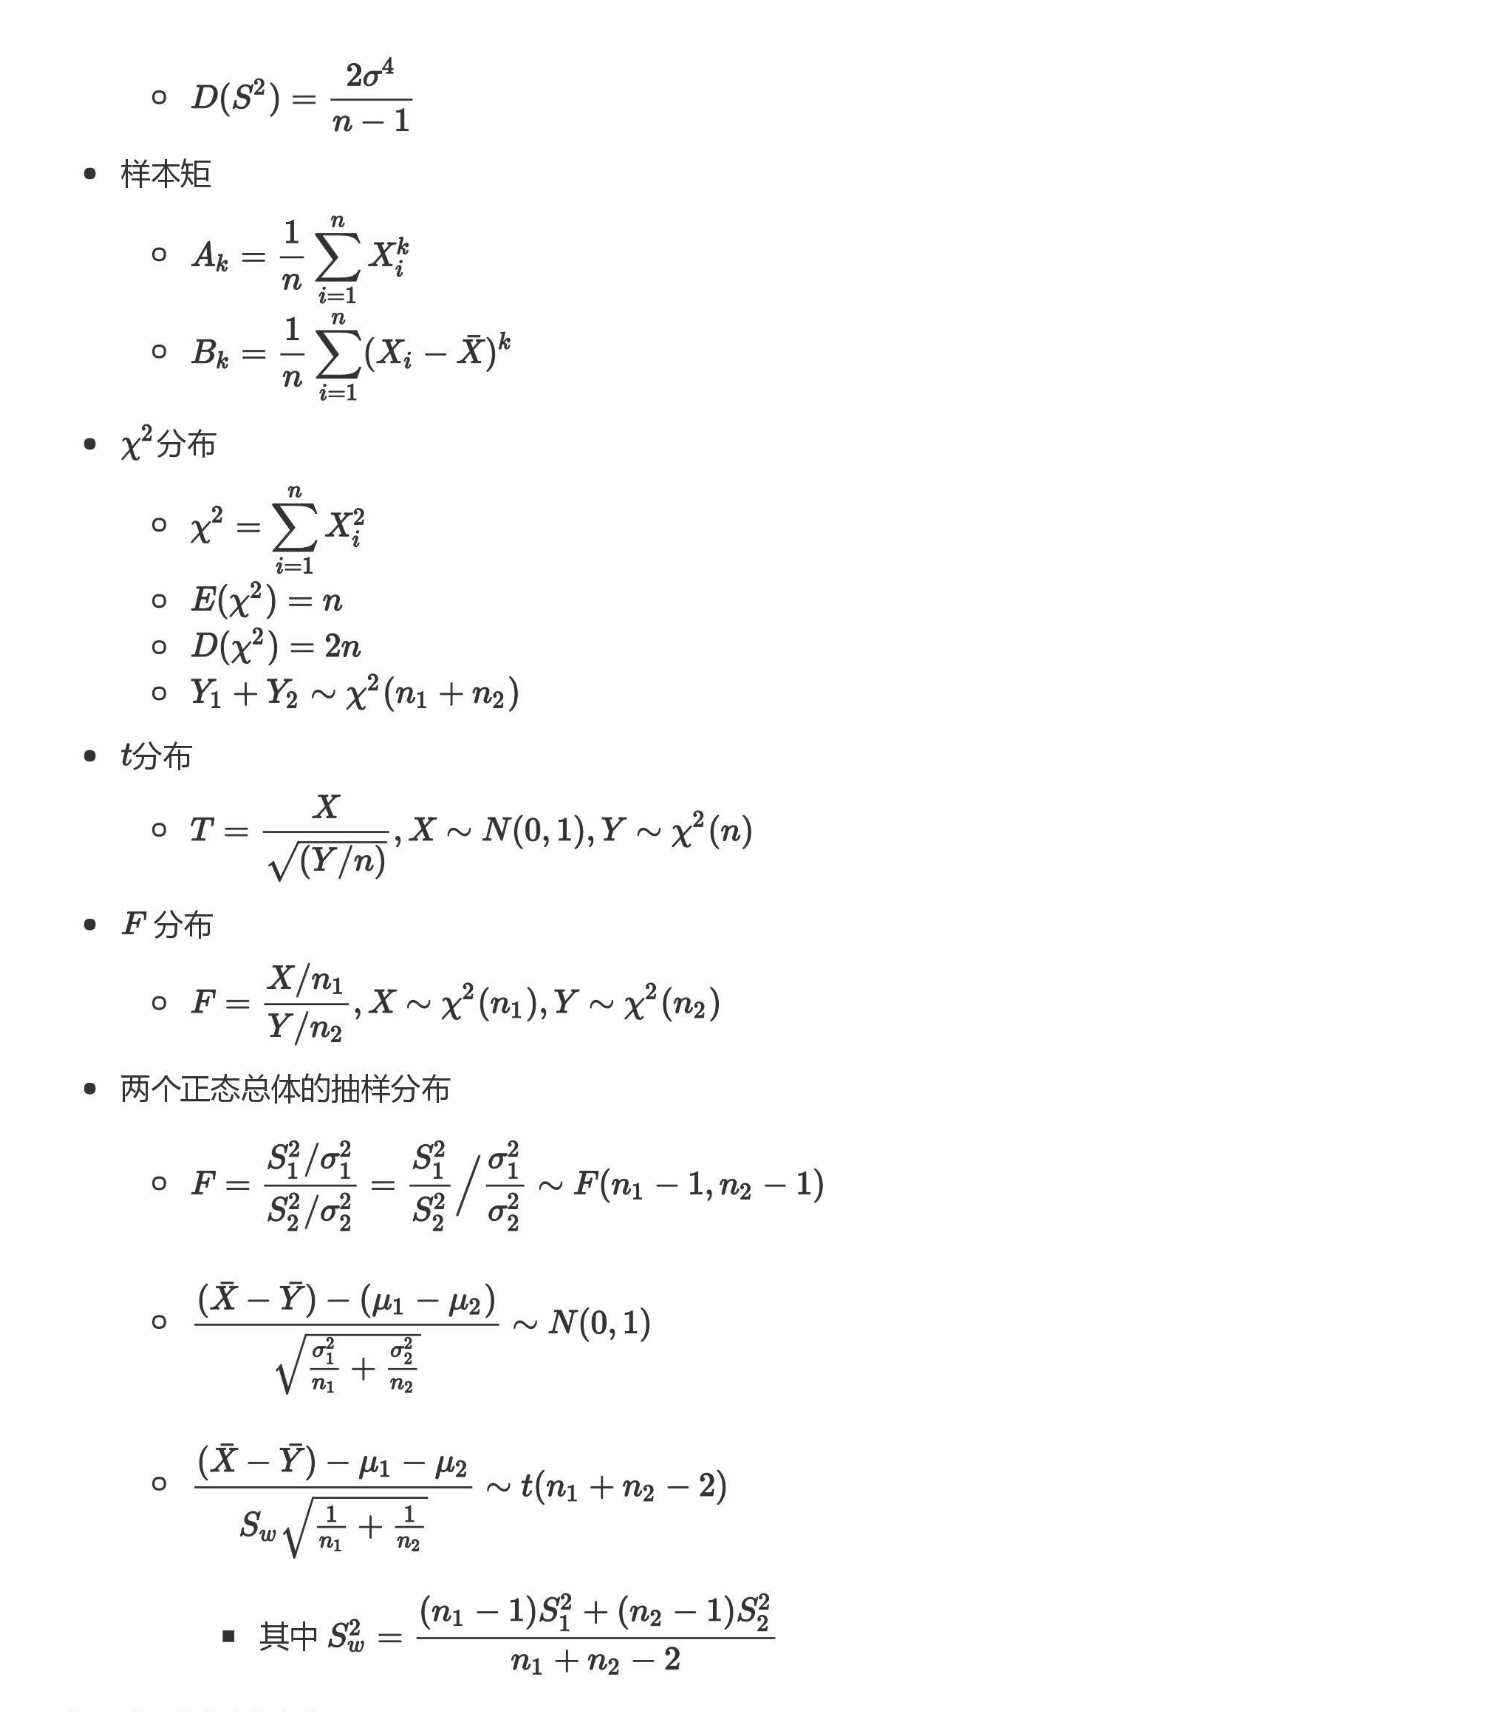 $D(S^2) = \frac{2\sigma^4}{n-1}$
样本矩
$A_k = \frac{1}{n}\sum_{i=1}^{n} X_i^k$
$B_k = \frac{1}{n}\sum_{i=1}^{n} (X_i - \bar{X})^k$
$\chi^2$分布
$\chi^2 = \sum_{i=1}^{n} X_i^2$
$E(\chi^2) = n$
$D(\chi^2) = 2n$
$Y_1 + Y_2 \sim \chi^2(n_1 + n_2)$
$t$分布
$T = \frac{X}{\sqrt{(Y/n)}}, X \sim N(0,1), Y \sim \chi^2(n)$
$F$ 分布
$F = \frac{X/n_1}{Y/n_2}, X \sim \chi^2(n_1), Y \sim \chi^2(n_2)$
两个正态总体的抽样分布
$F = \frac{S_1^2/\sigma_1^2}{S_2^2/\sigma_2^2} = \frac{S_1^2}{S_2^2} \Big/ \frac{\sigma_1^2}{\sigma_2^2} \sim F(n_1 - 1, n_2 - 1)$
$\frac{(\bar{X} - \bar{Y}) - (\mu_1 - \mu_2)}{\sqrt{\frac{\sigma_1^2}{n_1} + \frac{\sigma_2^2}{n_2}}} \sim N(0,1)$
$\frac{(\bar{X} - \bar{Y}) - \mu_1 - \mu_2}{S_w\sqrt{\frac{1}{n_1} + \frac{1}{n_2}}} \sim t(n_1 + n_2 - 2)$
其中 $S_w^2 = \frac{(n_1 - 1)S_1^2 + (n_2 - 1)S_2^2}{n_1 + n_2 - 2}$